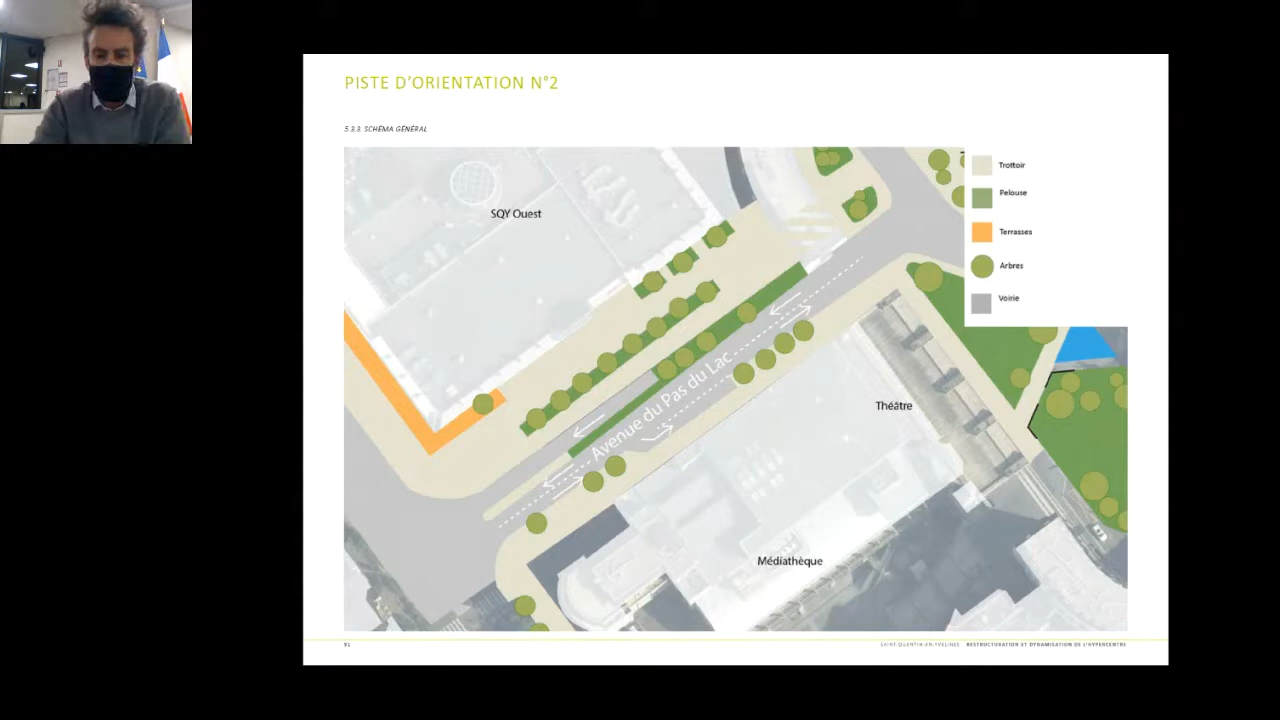 PISTE D'ORIENTATION N°2
5.3.3. SCHÉMA GÉNÉRAL
Trottoir
Pelouse
SQY Ouest
Terrasses
Arbres
Voirie
Avenue du Pas du Lac
Théâtre
Médiathèque
91
SAINT-QUENTIN-EN-YVELINES RESTRUCTURATION ET DYNAMISATION DE L'HYPERCENTRE